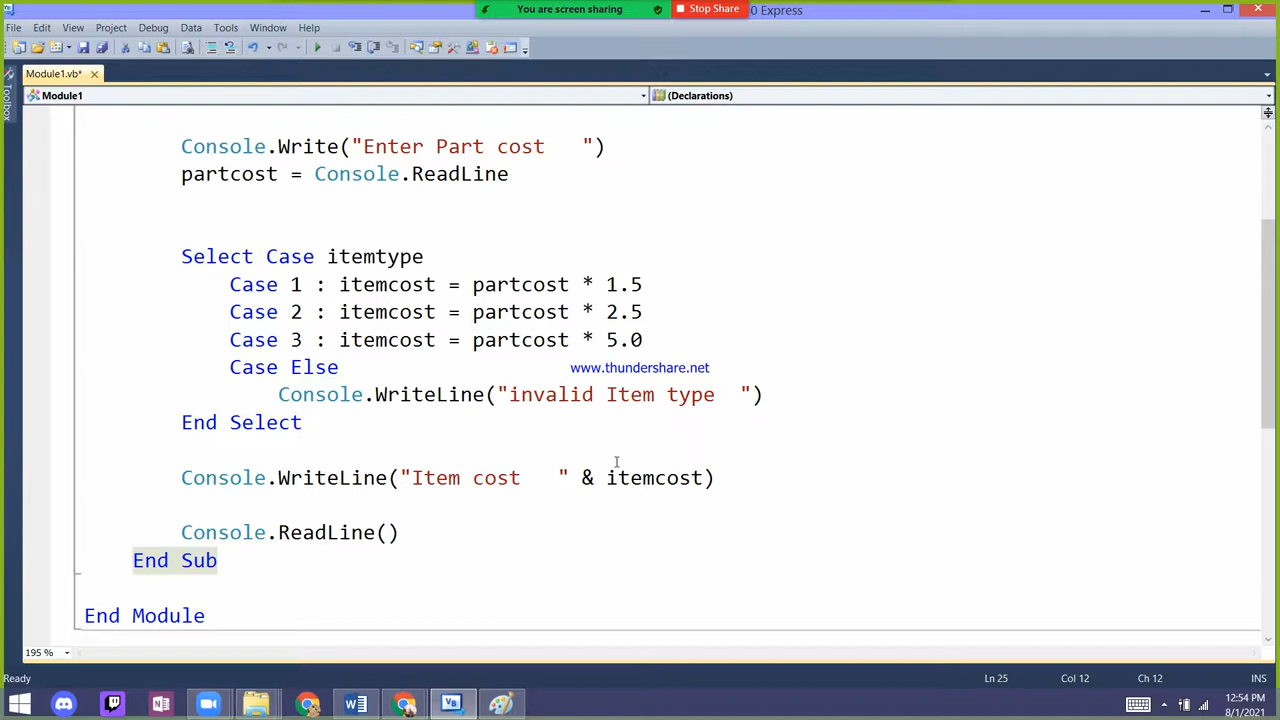 You are screen sharing Stop Share 0 Express
File Edit View Project Debug Data Tools Window Help
Module1.vb*
Module1 (Declarations)
Toolbox
Console.Write("Enter Part cost   ")
partcost = Console.ReadLine
Select Case itemtype
Case 1 : itemcost = partcost * 1.5
Case 2 : itemcost = partcost * 2.5
Case 3 : itemcost = partcost * 5.0
Case Else
www.thundershare.net
Console.WriteLine("invalid Item type  ")
End Select
Console.WriteLine("Item cost   " & itemcost)
Console.ReadLine()
End Sub
End Module
195 %
Ready Ln 25 Col 12 Ch 12 INS
12:54 PM
8/1/2021